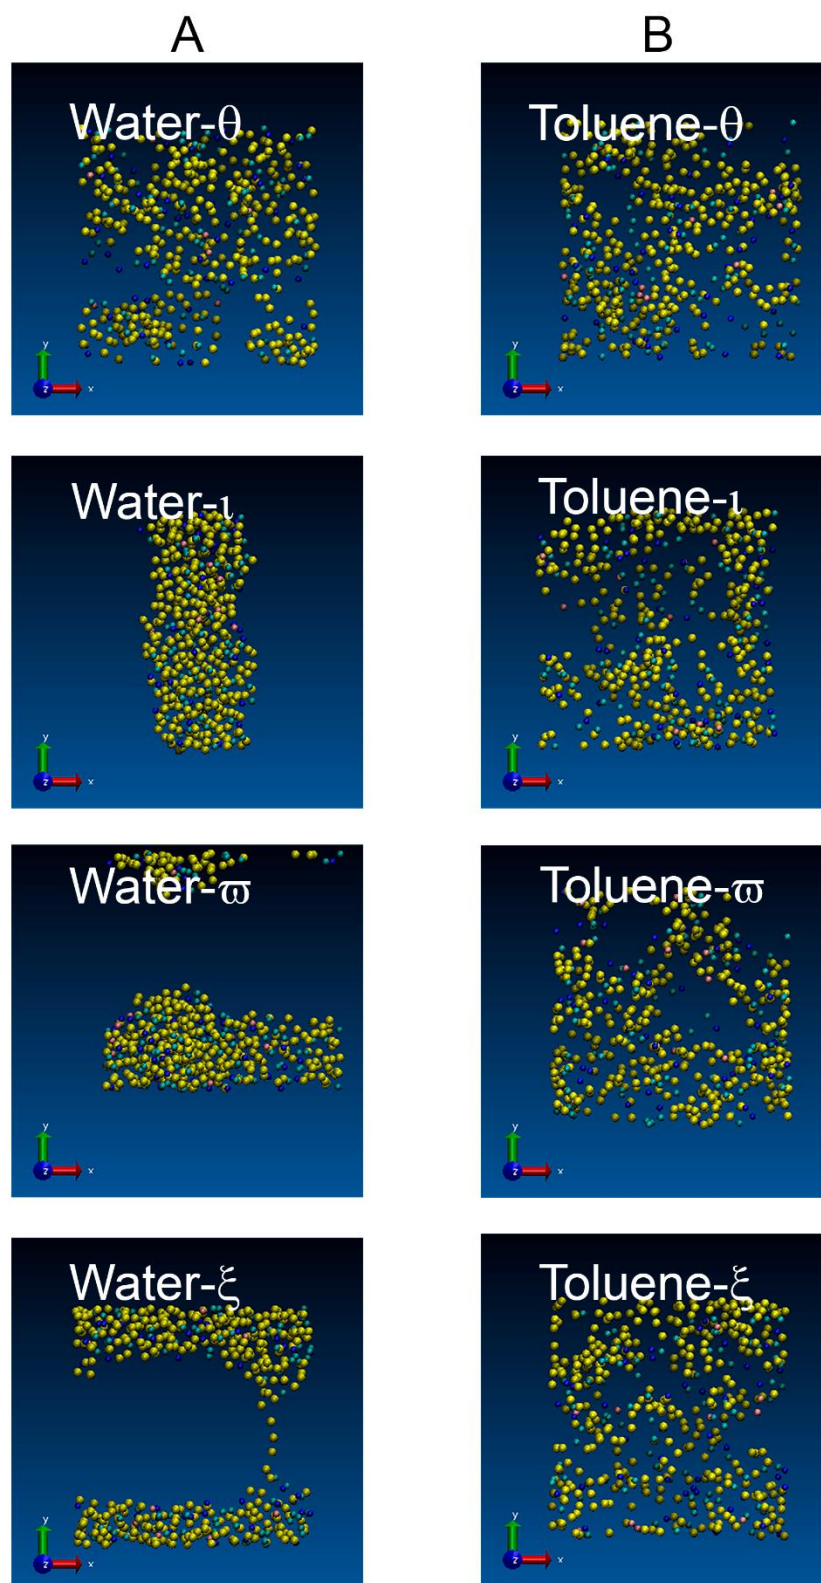 A B
Water-θ Toluene-θ
y y
z x z x
Water-ι Toluene-ι
y y
z x z x
Water-ϖ Toluene-ϖ
y y
z x z x
Water-ξ Toluene-ξ
y y
z x z x